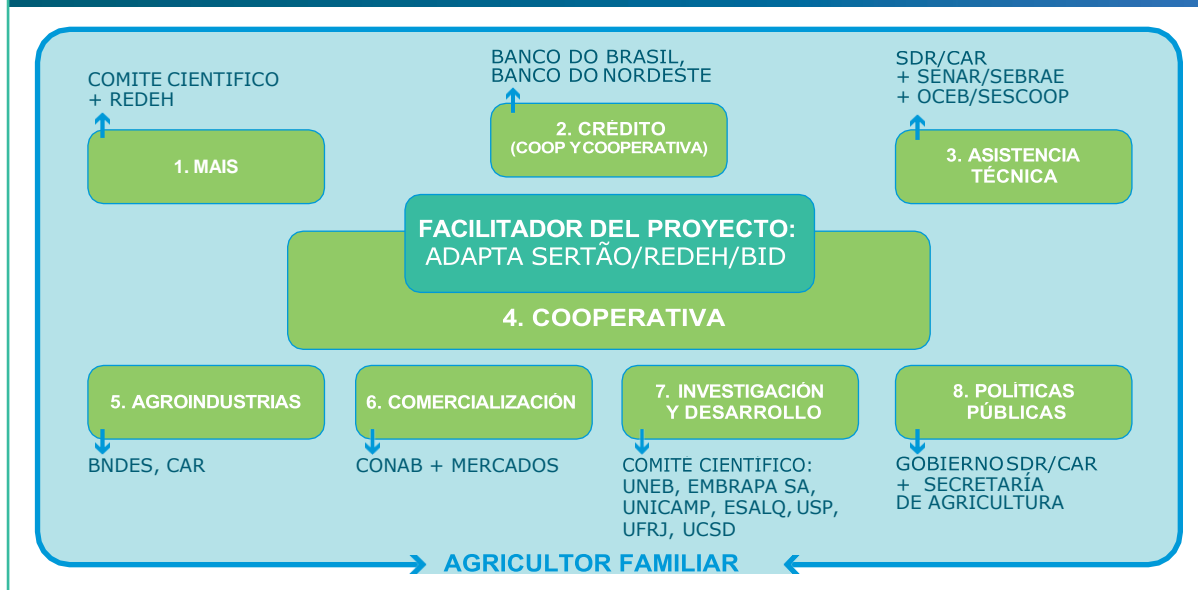 COMITE CIENTIFICO
+ REDEH
1. MAIS
BANCO DO BRASIL,
BANCO DO NORDESTE
2. CRÉDITO
(COOP Y COOPERATIVA)
SDR/CAR
+ SENAR/SEBRAE
+ OCEB/SESCOOP
3. ASISTENCIA
TÉCNICA
FACILITADOR DEL PROYECTO:
ADAPTA SERTÃO/REDEH/BID
4. COOPERATIVA
5. AGROINDUSTRIAS
BNDES, CAR
6. COMERCIALIZACIÓN
CONAB + MERCADOS
7. INVESTIGACIÓN
Y DESARROLLO
COMITÉ CIENTÍFICO:
UNEB, EMBRAPA SA,
UNICAMP, ESALQ, USP,
UFRJ, UCSD
8. POLÍTICAS
PÚBLICAS
GOBIERNO SDR/CAR
+ SECRETARÍA
DE AGRICULTURA
AGRICULTOR FAMILIAR